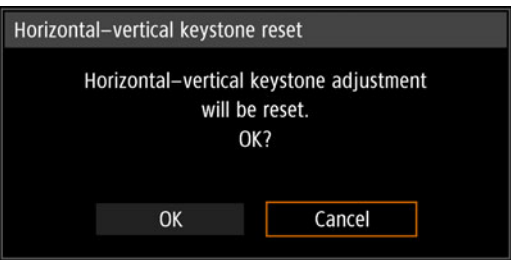 Horizontal–vertical keystone reset
Horizontal–vertical keystone adjustment
will be reset.
OK?
OK
Cancel